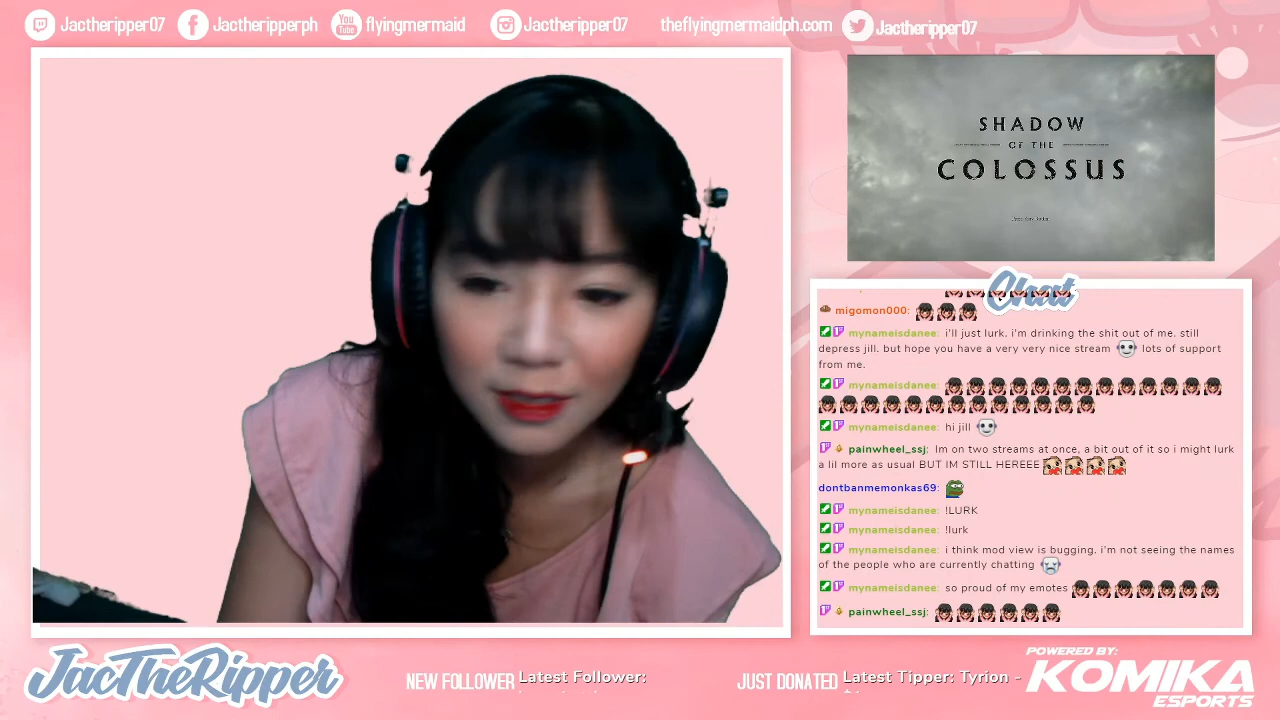 Jactheripper07
Jactheripperph
You
Tube
flyingmermaid
Jactheripper07
theflyingmermaidph.com
Jactheripper07
SHADOW
OF THE
COLOSSUS
Chat
migomon000:
mynameisdanee: i'll just lurk. i'm drinking the shit out of me. still
depress jill. but hope you have a very very nice stream lots of support
from me.
mynameisdanee:
mynameisdanee: hi jill
painwheel_ssj: Im on two streams at once, a bit out of it so i might lurk
a lil more as usual BUT IM STILL HEREEE
dontbanmemonkas69:
mynameisdanee: !LURK
mynameisdanee: !lurk
mynameisdanee: i think mod view is bugging. i'm not seeing the names
of the people who are currently chatting
mynameisdanee: so proud of my emotes
painwheel_ssj:
JacTheRipper
NEW FOLLOWER Latest Follower:
JUST DONATED Latest Tipper: Tyrion -
POWERED BY:
KOMIKA
ESPORTS